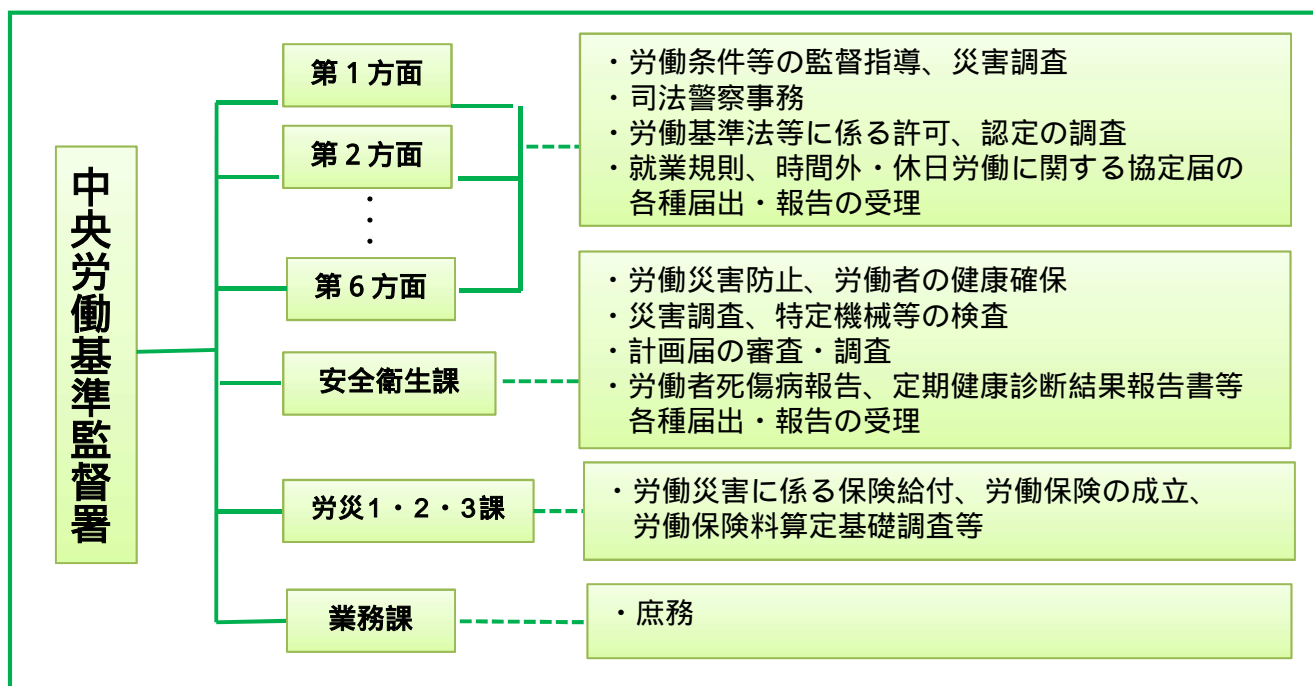 中央労働基準監督署
第１方面
第２方面
・
・
・
第６方面
・労働条件等の監督指導、災害調査
・司法警察事務
・労働基準法等に係る許可、認定の調査
・就業規則、時間外・休日労働に関する協定届の
各種届出・報告の受理
安全衛生課
・労働災害防止、労働者の健康確保
・災害調査、特定機械等の検査
・計画届の審査・調査
・労働者死傷病報告、定期健康診断結果報告書等
各種届出・報告の受理
労災1・2・3課
・労働災害に係る保険給付、労働保険の成立、
労働保険料算定基礎調査等
業務課
・庶務